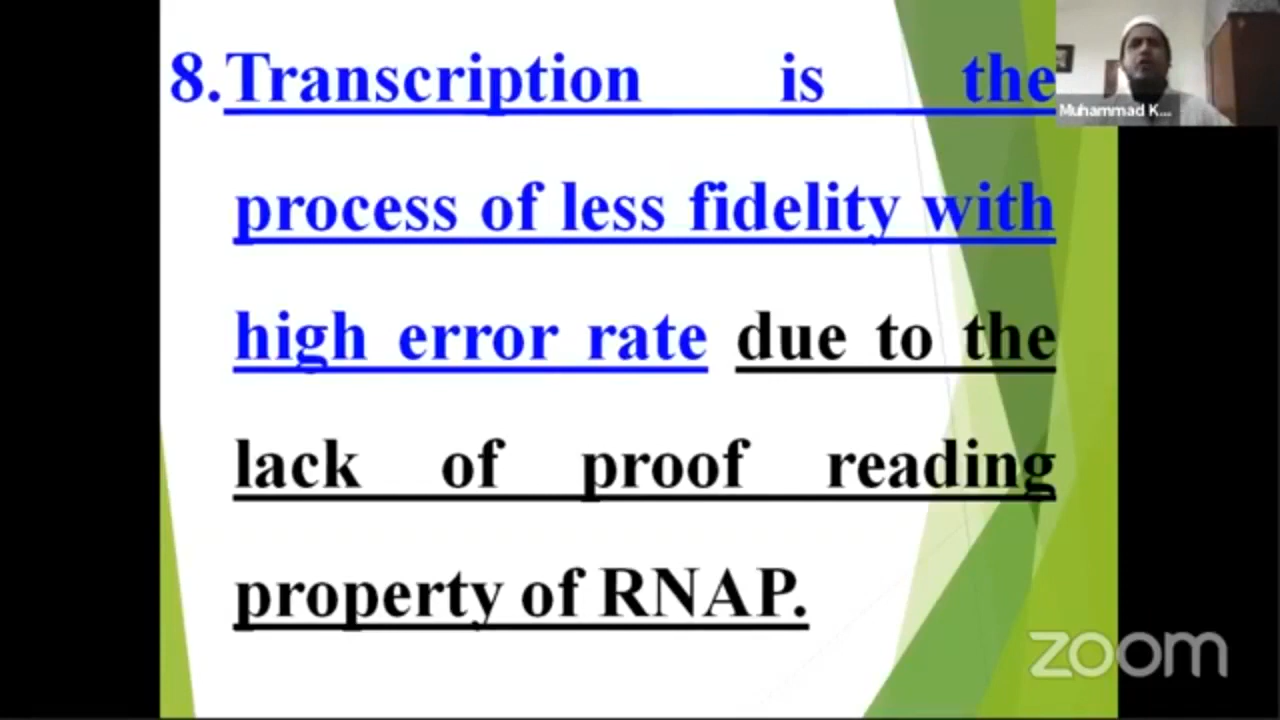 8.Transcription is the
process of less fidelity with
high error rate due to the
lack of proof reading
property of RNAP.
Muhammad K...
zoom